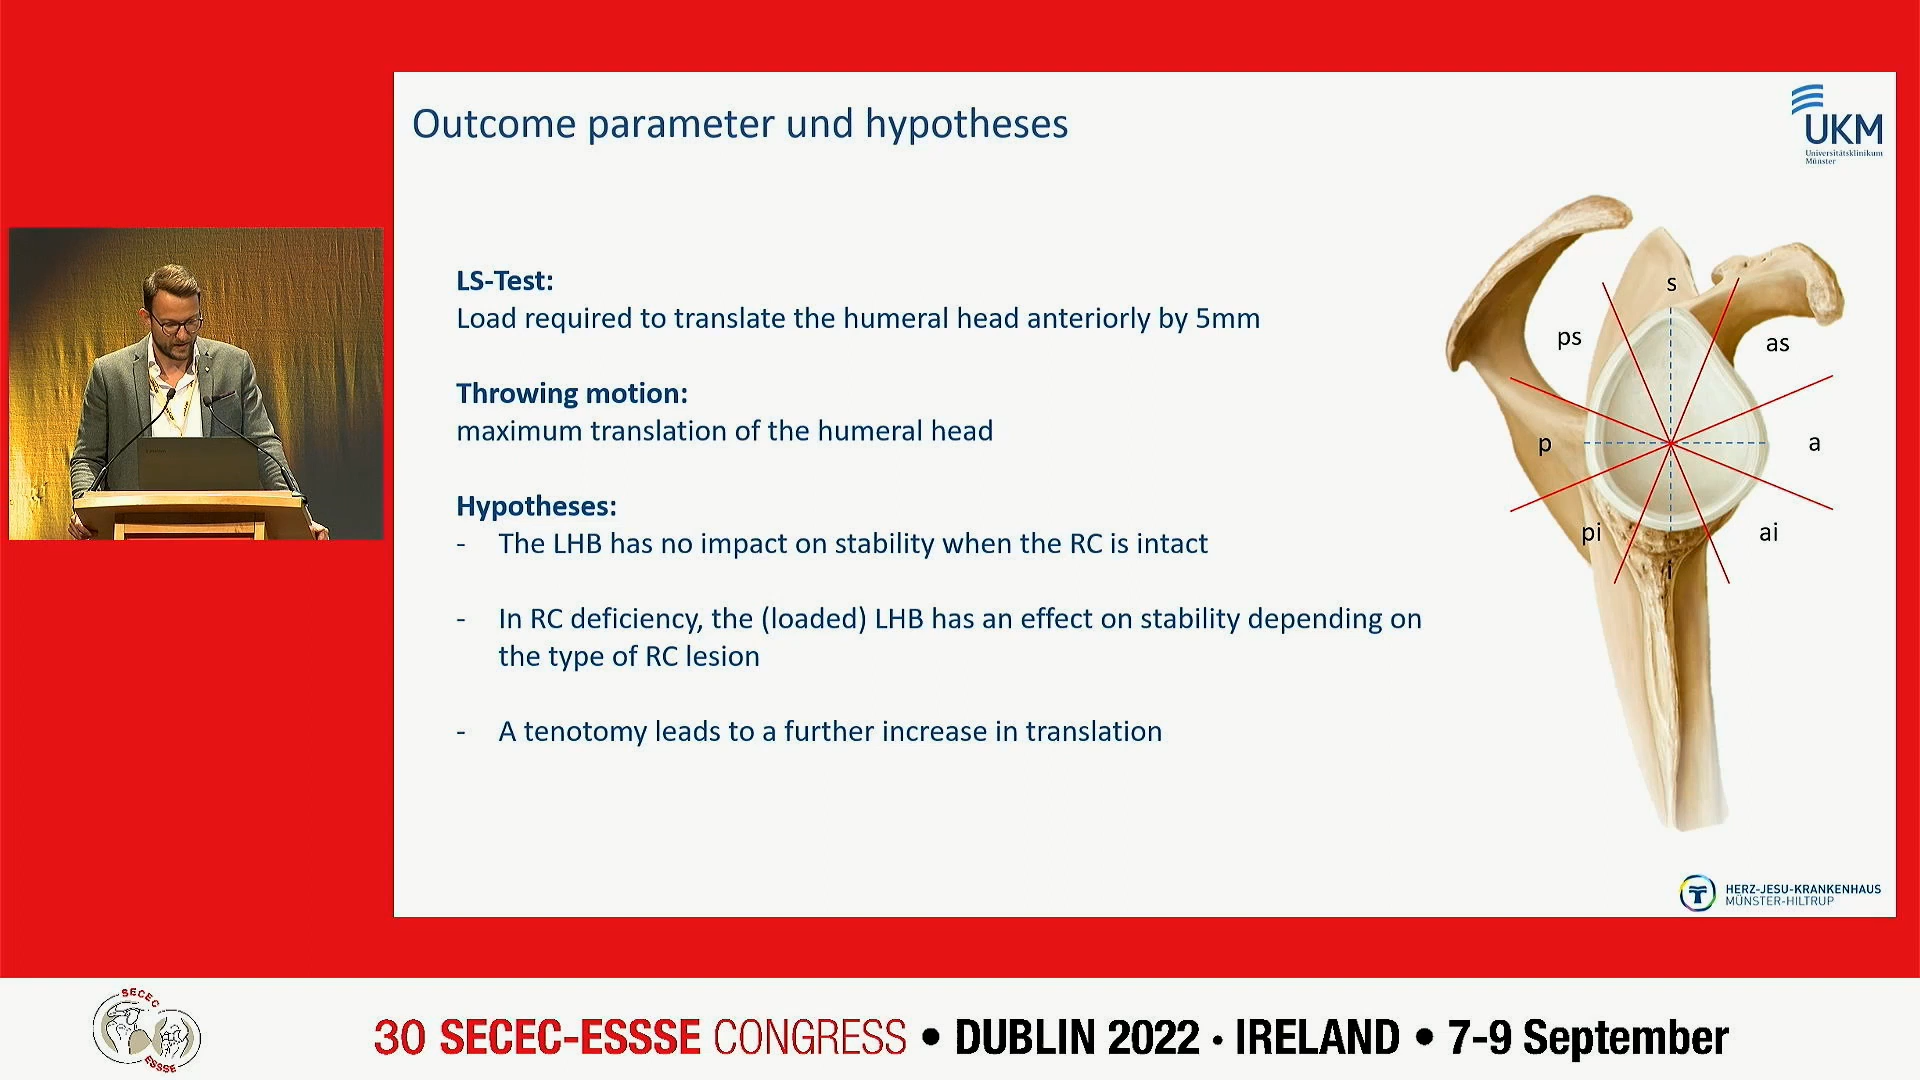 Outcome parameter und hypotheses
UKM
Universitätsklinikum
Münster
LS-Test:
Load required to translate the humeral head anteriorly by 5mm
Throwing motion:
maximum translation of the humeral head
Hypotheses:
- The LHB has no impact on stability when the RC is intact
- In RC deficiency, the (loaded) LHB has an effect on stability depending on
the type of RC lesion
- A tenotomy leads to a further increase in translation
s
ps
as
p
a
pi
ai
i
HERZ-JESU-KRANKENHAUS
MÜNSTER-HILTRUP
SECEC
ESSSE
30 SECEC-ESSSE CONGRESS • DUBLIN 2022 • IRELAND • 7-9 September